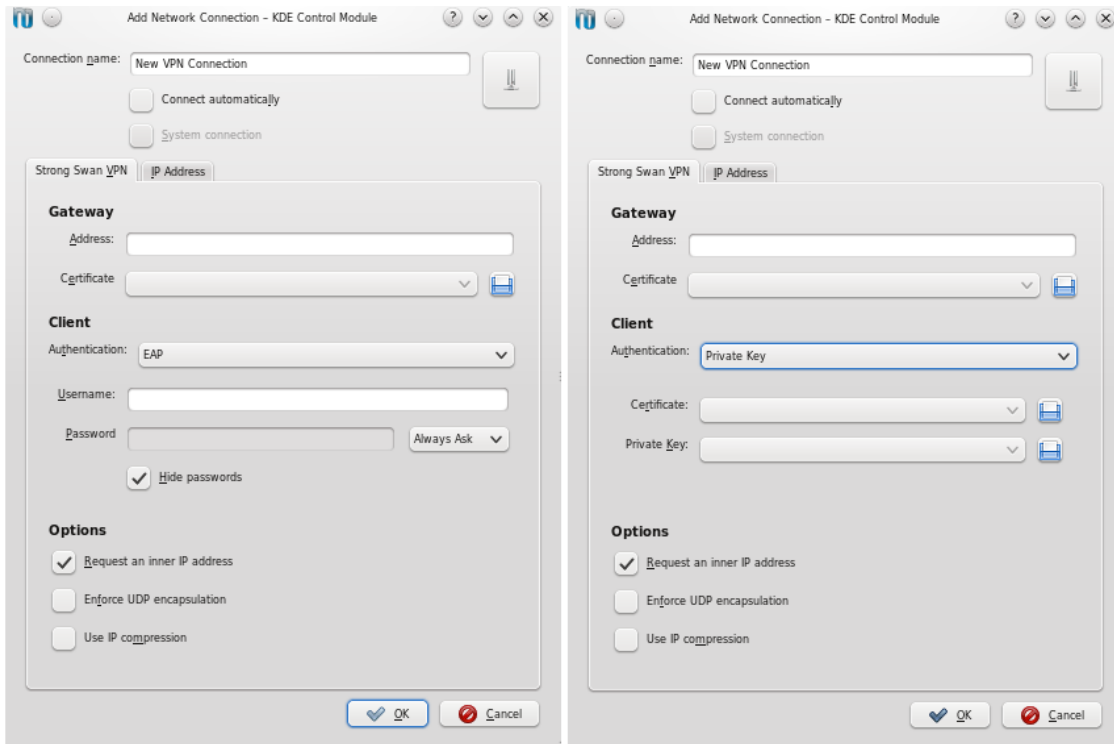 Add Network Connection – KDE Control Module
Connection name: New VPN Connection
Connect automatically
System connection
Strong Swan VPN IP Address
Gateway
Address:
Certificate
Client
Authentication: EAP
Username:
Password Always Ask
Hide passwords
Options
Request an inner IP address
Enforce UDP encapsulation
Use IP compression
OK Cancel
Add Network Connection – KDE Control Module
Connection name: New VPN Connection
Connect automatically
System connection
Strong Swan VPN IP Address
Gateway
Address:
Certificate
Client
Authentication: Private Key
Certificate:
Private Key:
Options
Request an inner IP address
Enforce UDP encapsulation
Use IP compression
OK Cancel